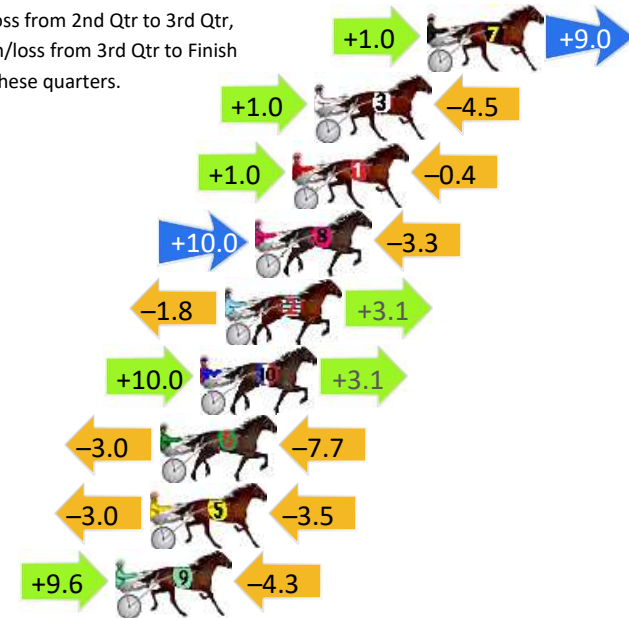 oss from 2nd Qtr to 3rd Qtr,
n/loss from 3rd Qtr to Finish
hese quarters.
+1.0 7 +9.0
+1.0 3 −4.5
+1.0 1 −0.4
+10.0 8 −3.3
−1.8 +3.1
+10.0 10 +3.1
−3.0 6 −7.7
−3.0 5 −3.5
+9.6 9 −4.3